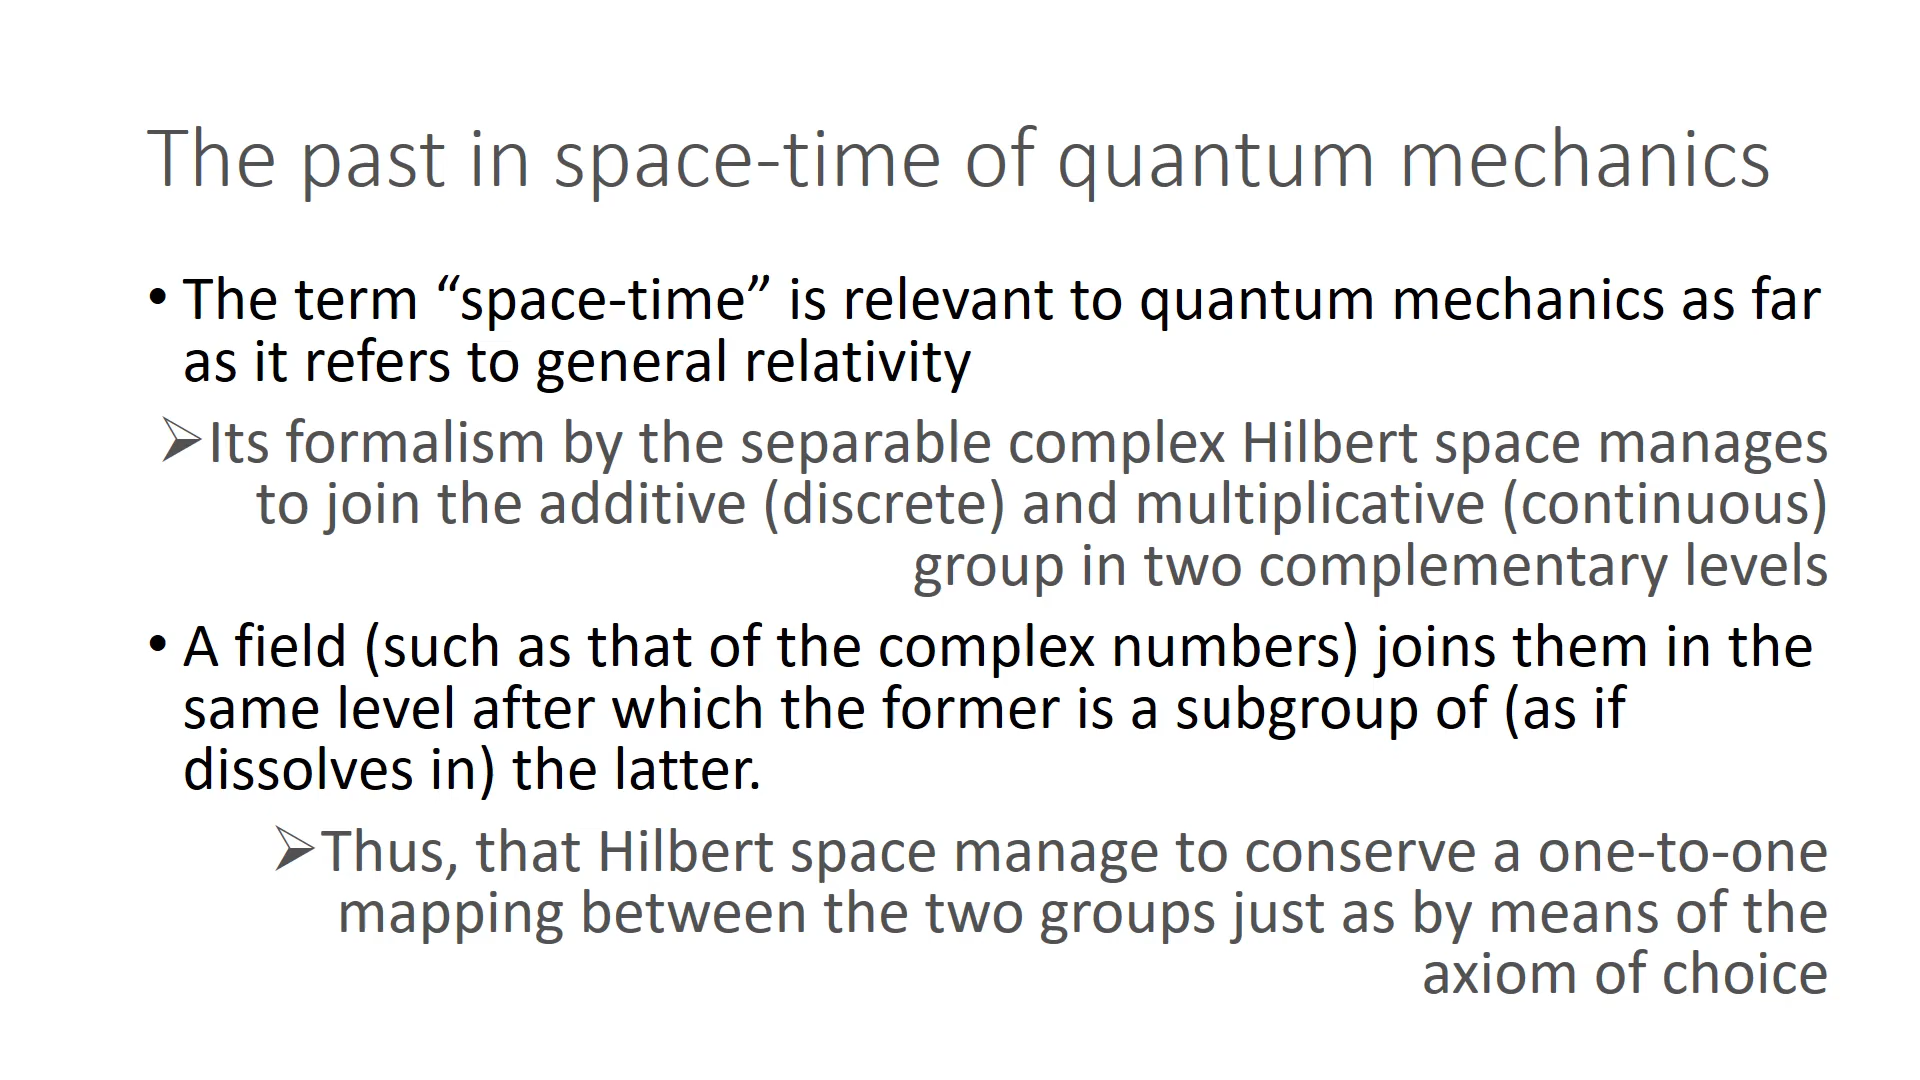 The past in space-time of quantum mechanics
• The term “space-time” is relevant to quantum mechanics as far
as it refers to general relativity
➢Its formalism by the separable complex Hilbert space manages
to join the additive (discrete) and multiplicative (continuous)
group in two complementary levels
• A field (such as that of the complex numbers) joins them in the
same level after which the former is a subgroup of (as if
dissolves in) the latter.
➢Thus, that Hilbert space manage to conserve a one-to-one
mapping between the two groups just as by means of the
axiom of choice